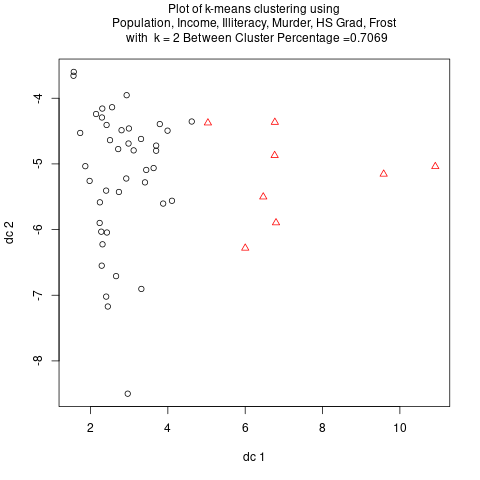 Plot of k-means clustering using
Population, Income, Illiteracy, Murder, HS Grad, Frost
with  k = 2 Between Cluster Percentage =0.7069
-4
-5
-6
-7
-8
dc 2
2 4 6 8 10
dc 1